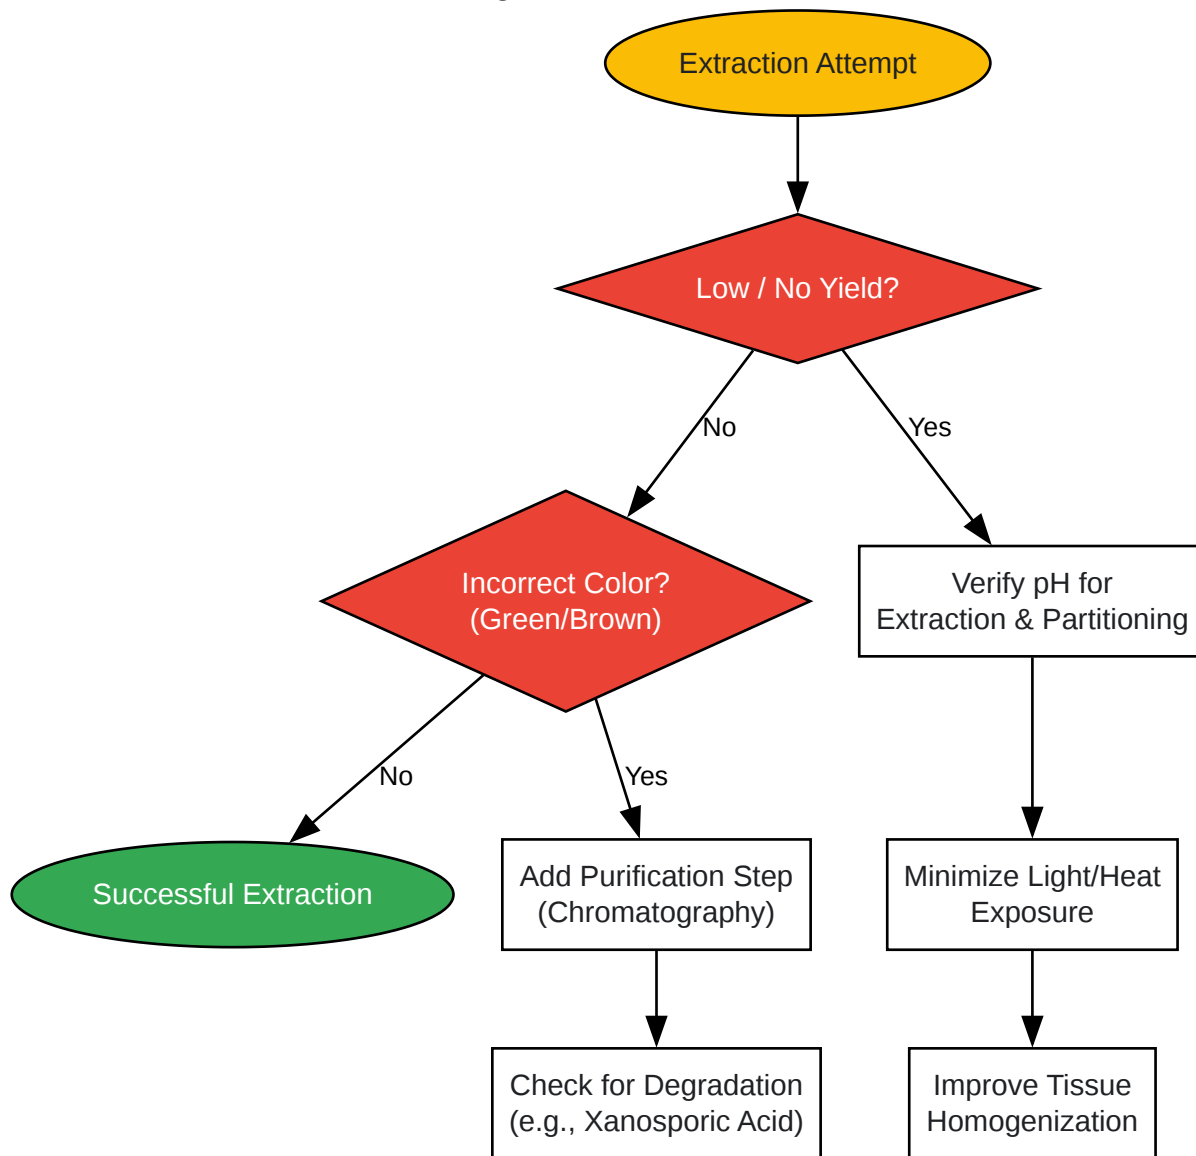 Extraction Attempt
Low / No Yield?
No
Yes
Incorrect Color?
(Green/Brown)
Verify pH for
Extraction & Partitioning
No
Yes
Successful Extraction
Add Purification Step
(Chromatography)
Minimize Light/Heat
Exposure
Check for Degradation
(e.g., Xanosporic Acid)
Improve Tissue
Homogenization